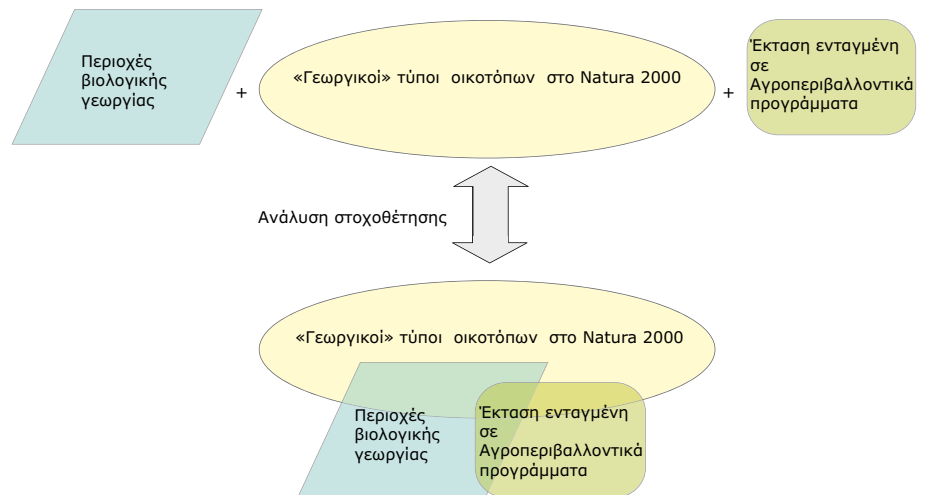 Περιοχές
βιολογικής
γεωργίας
+
«Γεωργικοί» τύποι οικοτόπων στο Natura 2000
+
Έκταση ενταγμένη
σε
Αγροπεριβαλλοντικά
προγράμματα
Ανάλυση στοχοθέτησης
«Γεωργικοί» τύποι οικοτόπων στο Natura 2000
Περιοχές
βιολογικής
γεωργίας
Έκταση ενταγμένη
σε
Αγροπεριβαλλοντικά
προγράμματα